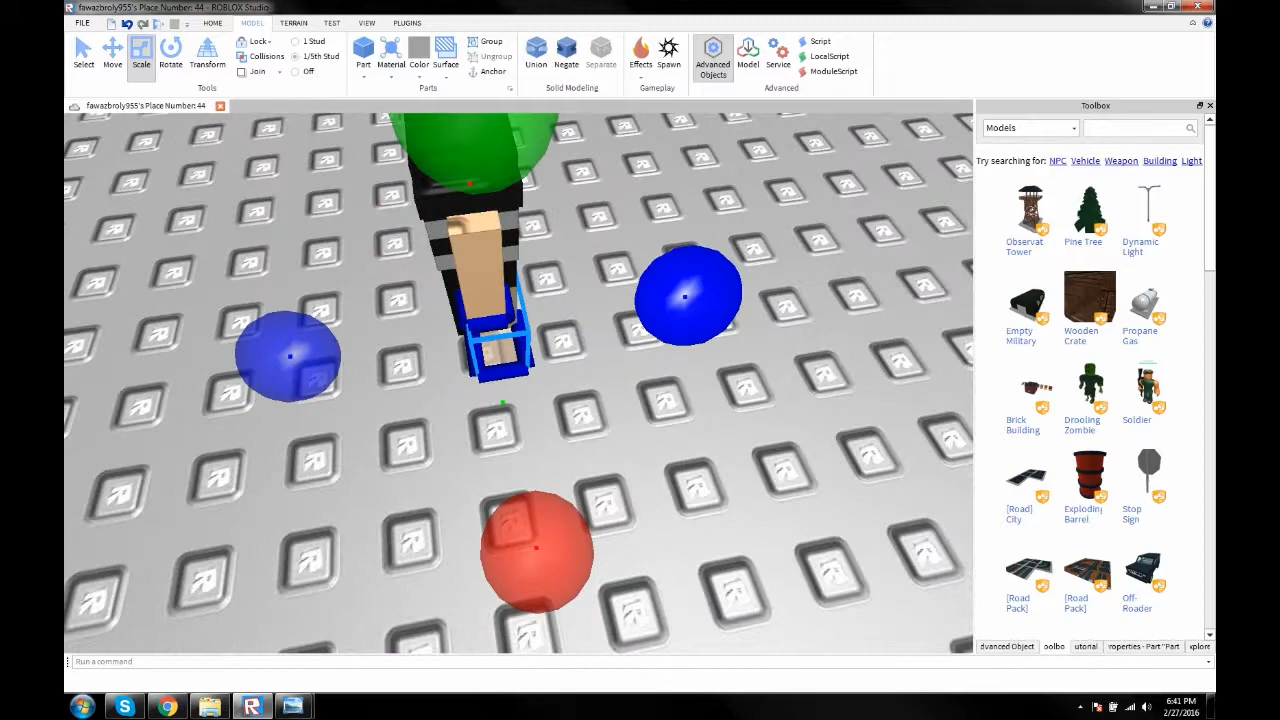 fawazbroly955's Place Number: 44 - ROBLOX Studio
FILE HOME MODEL TERRAIN TEST VIEW PLUGINS
Select Move Scale Rotate Transform
Lock
Collisions
Join
1 Stud
1/5th Stud
Off
Part Material Color Surface
Group
Ungroup
Anchor
Union Negate Separate
Effects Spawn
Advanced Objects
Model Service
Script
LocalScript
ModuleScript
Tools Parts Solid Modeling Gameplay Advanced
fawazbroly955's Place Number: 44
Toolbox
Models
Try searching for: NPC Vehicle Weapon Building Light
Observat Tower
Pine Tree
Dynamic Light
Empty Military
Wooden Crate
Propane Gas
Brick Building
Drooling Zombie
Soldier
[Road] City
Exploding Barrel
Stop Sign
[Road Pack]
[Road Pack]
Off-Roader
dvanced Object oolbo utorial roperties - Part "Part xplore
Run a command
6:41 PM
2/27/2016